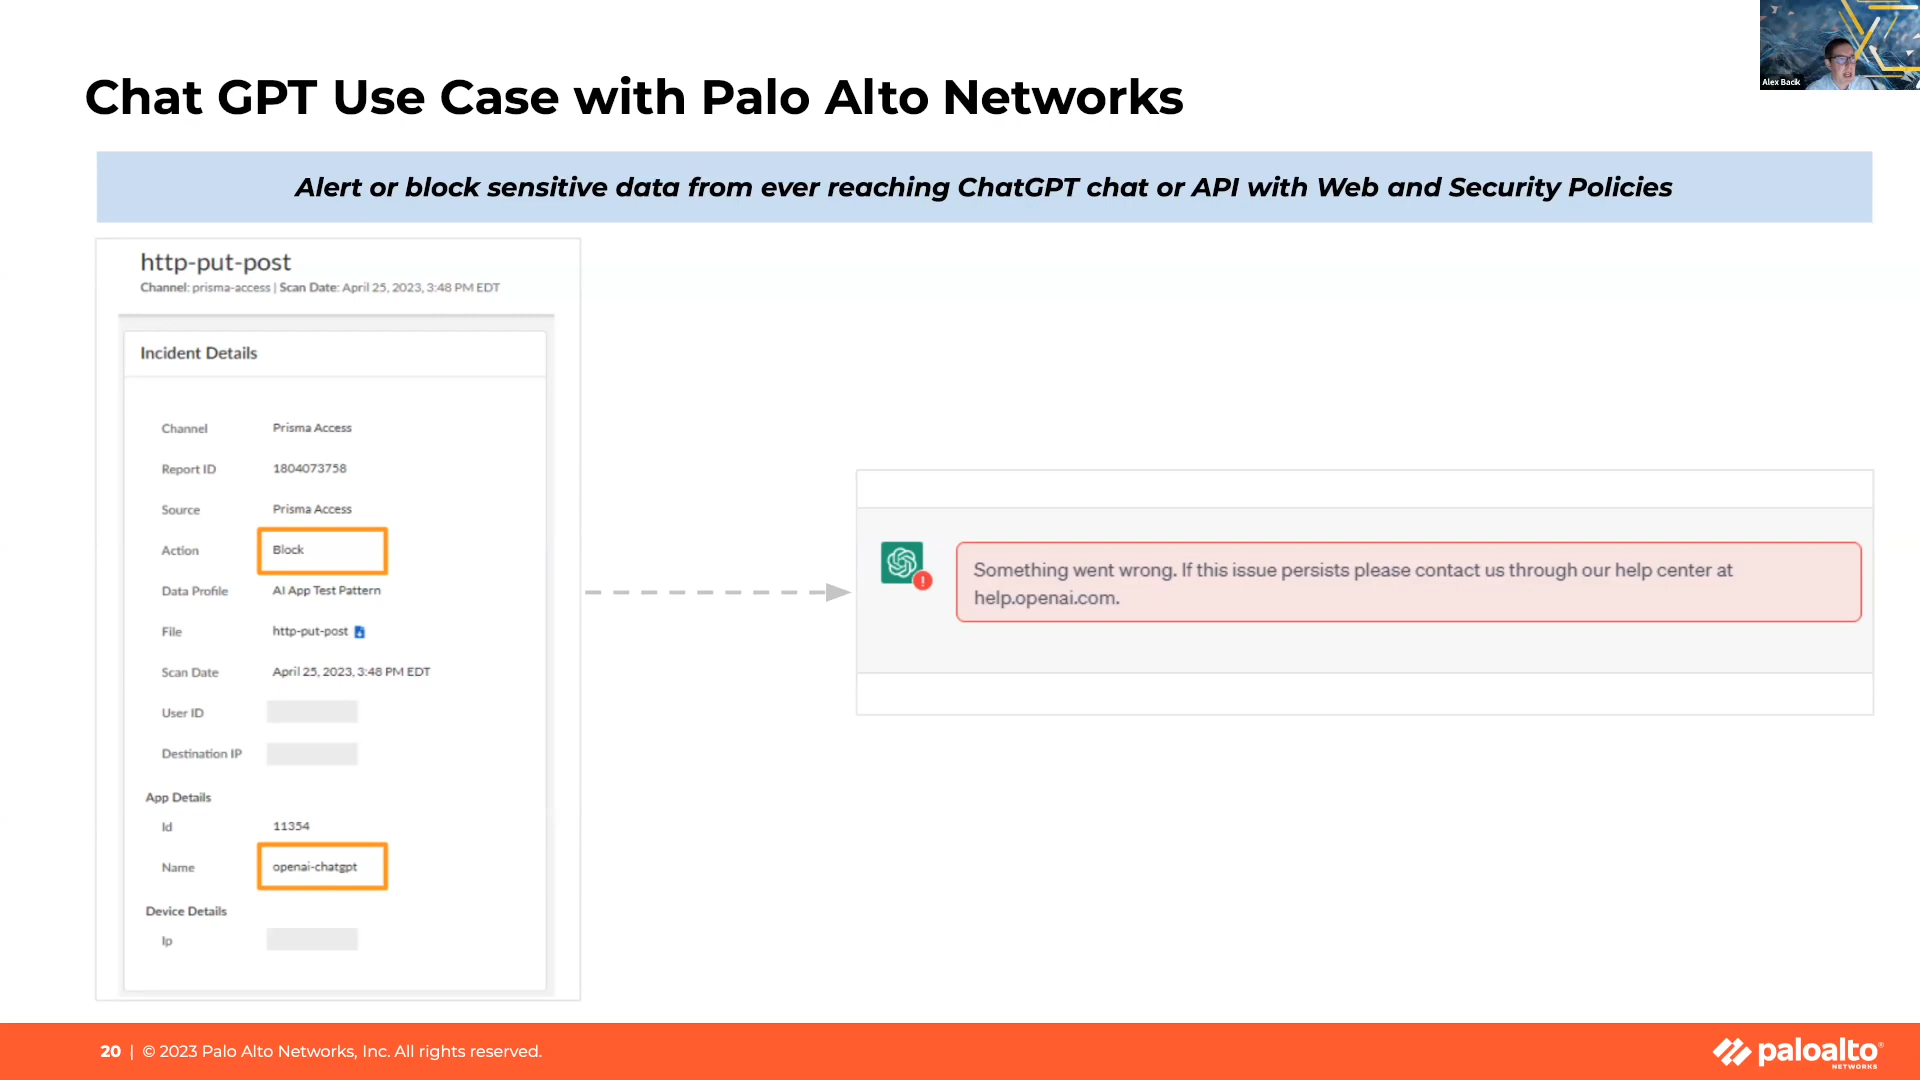 Chat GPT Use Case with Palo Alto Networks
Alex Bacik
Alert or block sensitive data from ever reaching ChatGPT chat or API with Web and Security Policies
http-put-post
Channel: prisma-access | Scan Date: April 25, 2023, 3:48 PM EDT
Incident Details
Channel Prisma Access
Report ID 1804073758
Source Prisma Access
Action Block
Data Profile AI App Test Pattern
File http-put-post
Scan Date April 25, 2023, 3:48 PM EDT
User ID
Destination IP
App Details
Id 11354
Name openai-chatgpt
Device Details
Ip
Something went wrong. If this issue persists please contact us through our help center at
help.openai.com.
20 | © 2023 Palo Alto Networks, Inc. All rights reserved.
paloalto®
NETWORKS